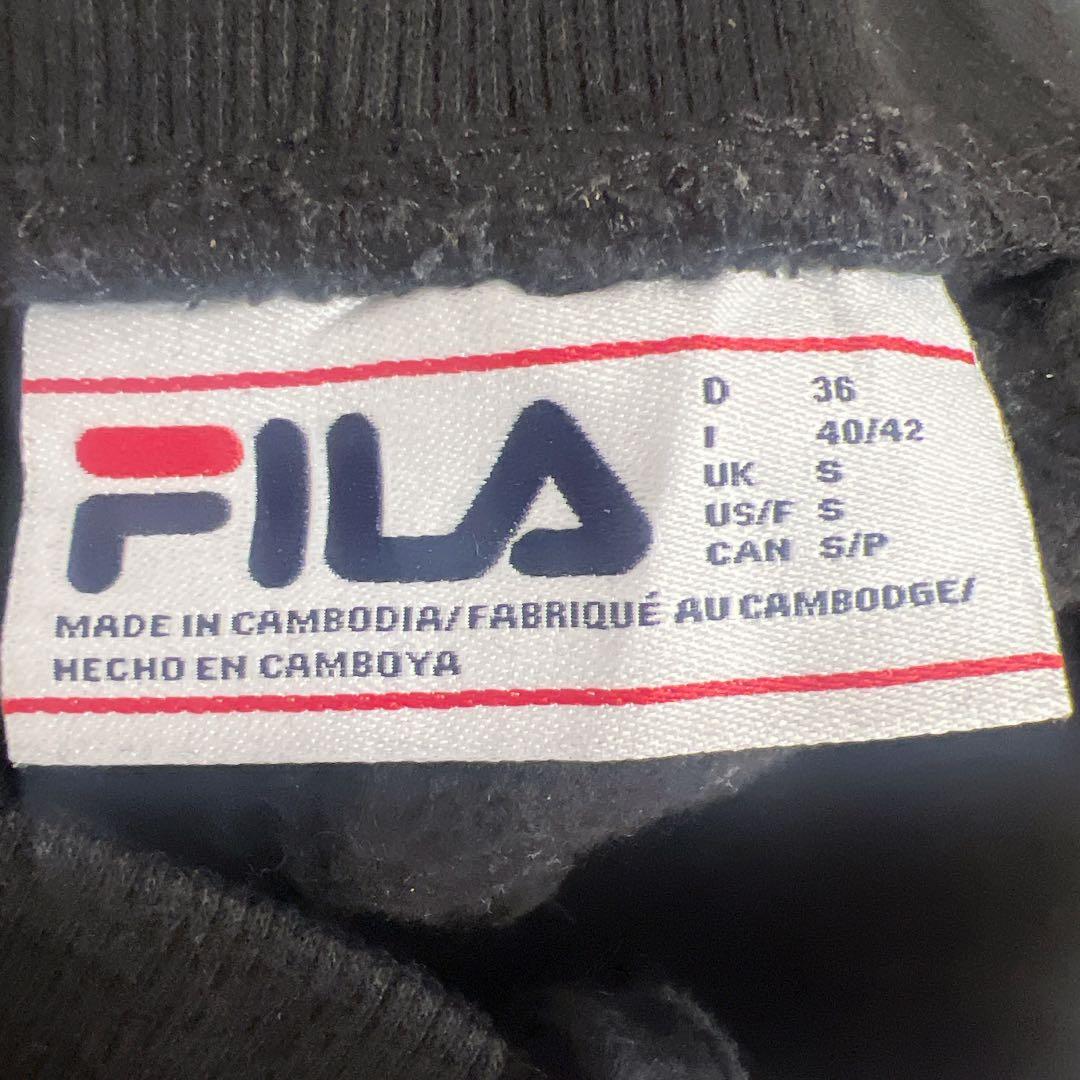 FILA
D 36
I 40/42
UK S
US/F S
CAN S/P
MADE IN CAMBODIA/FABRIQUÉ AU CAMBODGE/
HECHO EN CAMBOYA